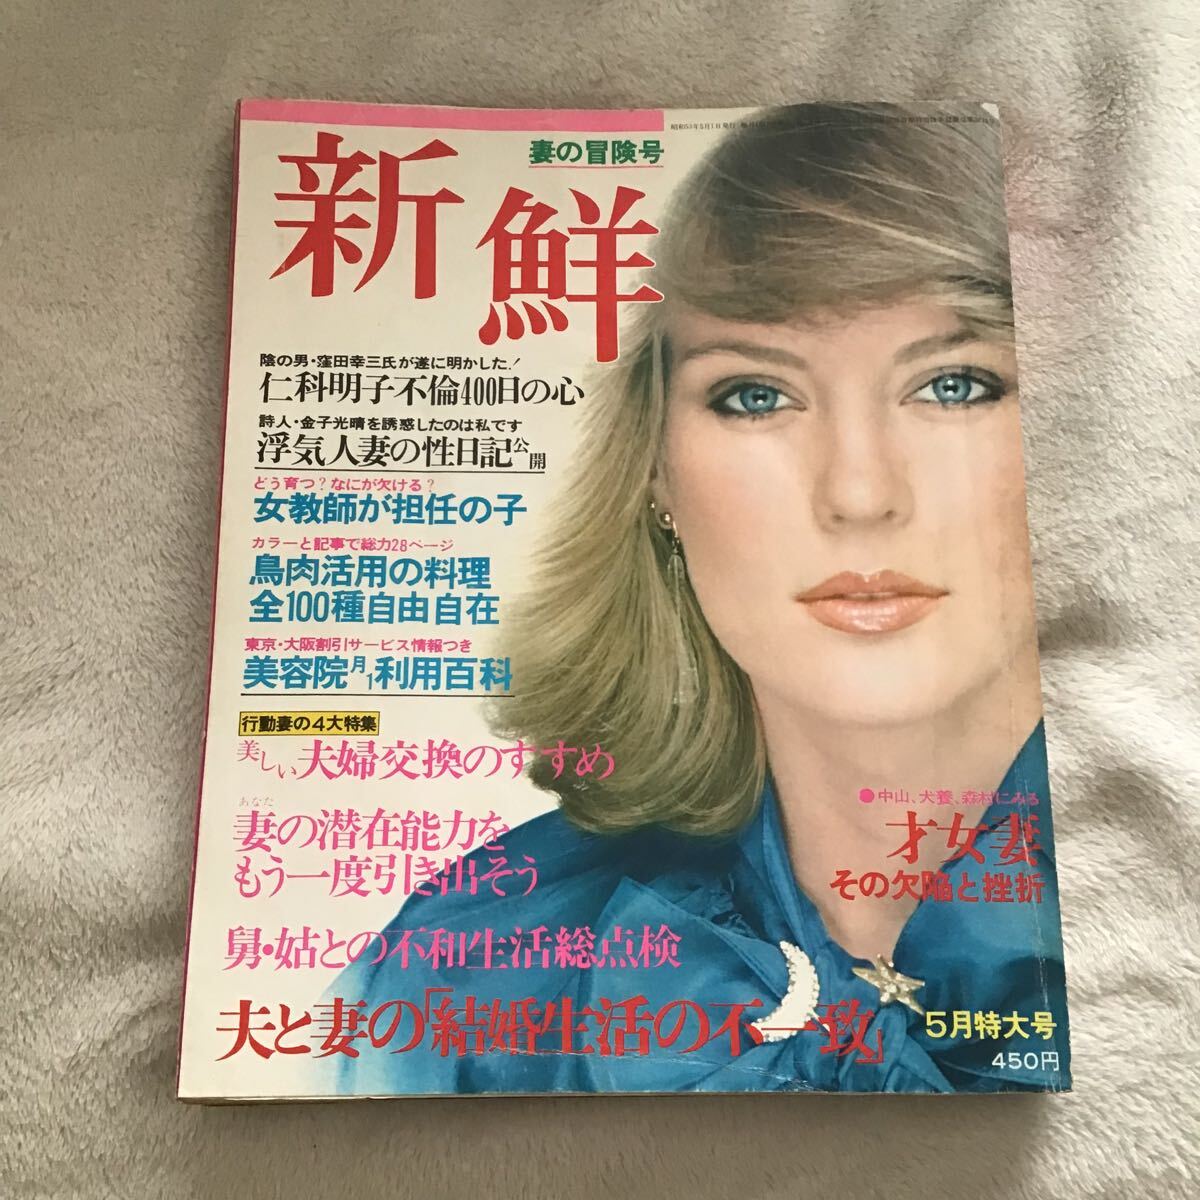 昭和53年5月1日発行
妻の冒険号
新鮮
陰の男・窪田幸三氏が遂に明かした!
仁科明子不倫400日の心
詩人・金子光晴を誘惑したのは私です
浮気人妻の性日記公開
どう育つ?なにが欠ける?
女教師が担任の子
カラーと記事で総力28ページ
鳥肉活用の料理
全100種自由自在
東京・大阪割引サービス情報つき
美容院月1利用百科
行動妻の4大特集
美しい夫婦交換のすすめ
あなた
妻の潜在能力を
もう一度引き出そう
舅・姑との不和生活総点検
夫と妻の「結婚生活の不一致」
●中山、犬養、森村にみる
才女妻
その欠陥と挫折
5月特大号
450円